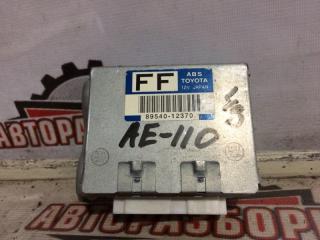 FF
ABS
TOYOTA
12V JAPAN
89540-12370
AE-110
АВТОРАЗ
АВТОРАЗБОР